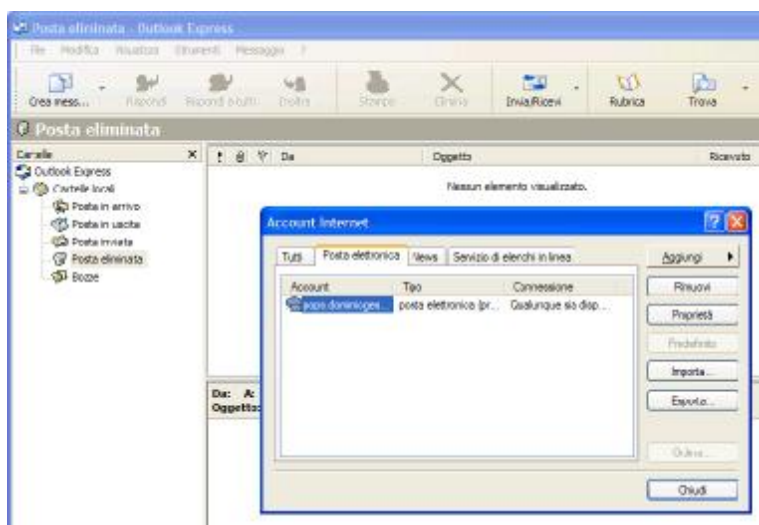 Posta eliminata - Outlook Express
File Modifica Visualizza Strumenti Messaggio ?
Crea mess... Rispondi Rispondi a tutti Inoltra Stampa Elimina Invia/Ricevi Rubrica Trova
Posta eliminata
Cartelle
! Da Oggetto Ricevuto
Outlook Express
Nessun elemento visualizzato.
Cartelle locali
Posta in arrivo
Posta in uscita
Posta inviata
Posta eliminata
Bozze
Da: A:
Oggetto:
Account Internet
Tutti Posta elettronica News Servizio di elenchi in linea
Aggiungi
Account Tipo Connessione
Rimuovi
posta elettronica (pr... Qualunque sia disp...
Proprietà
Predefinito
Importa...
Esporta...
Ordina...
Chiudi